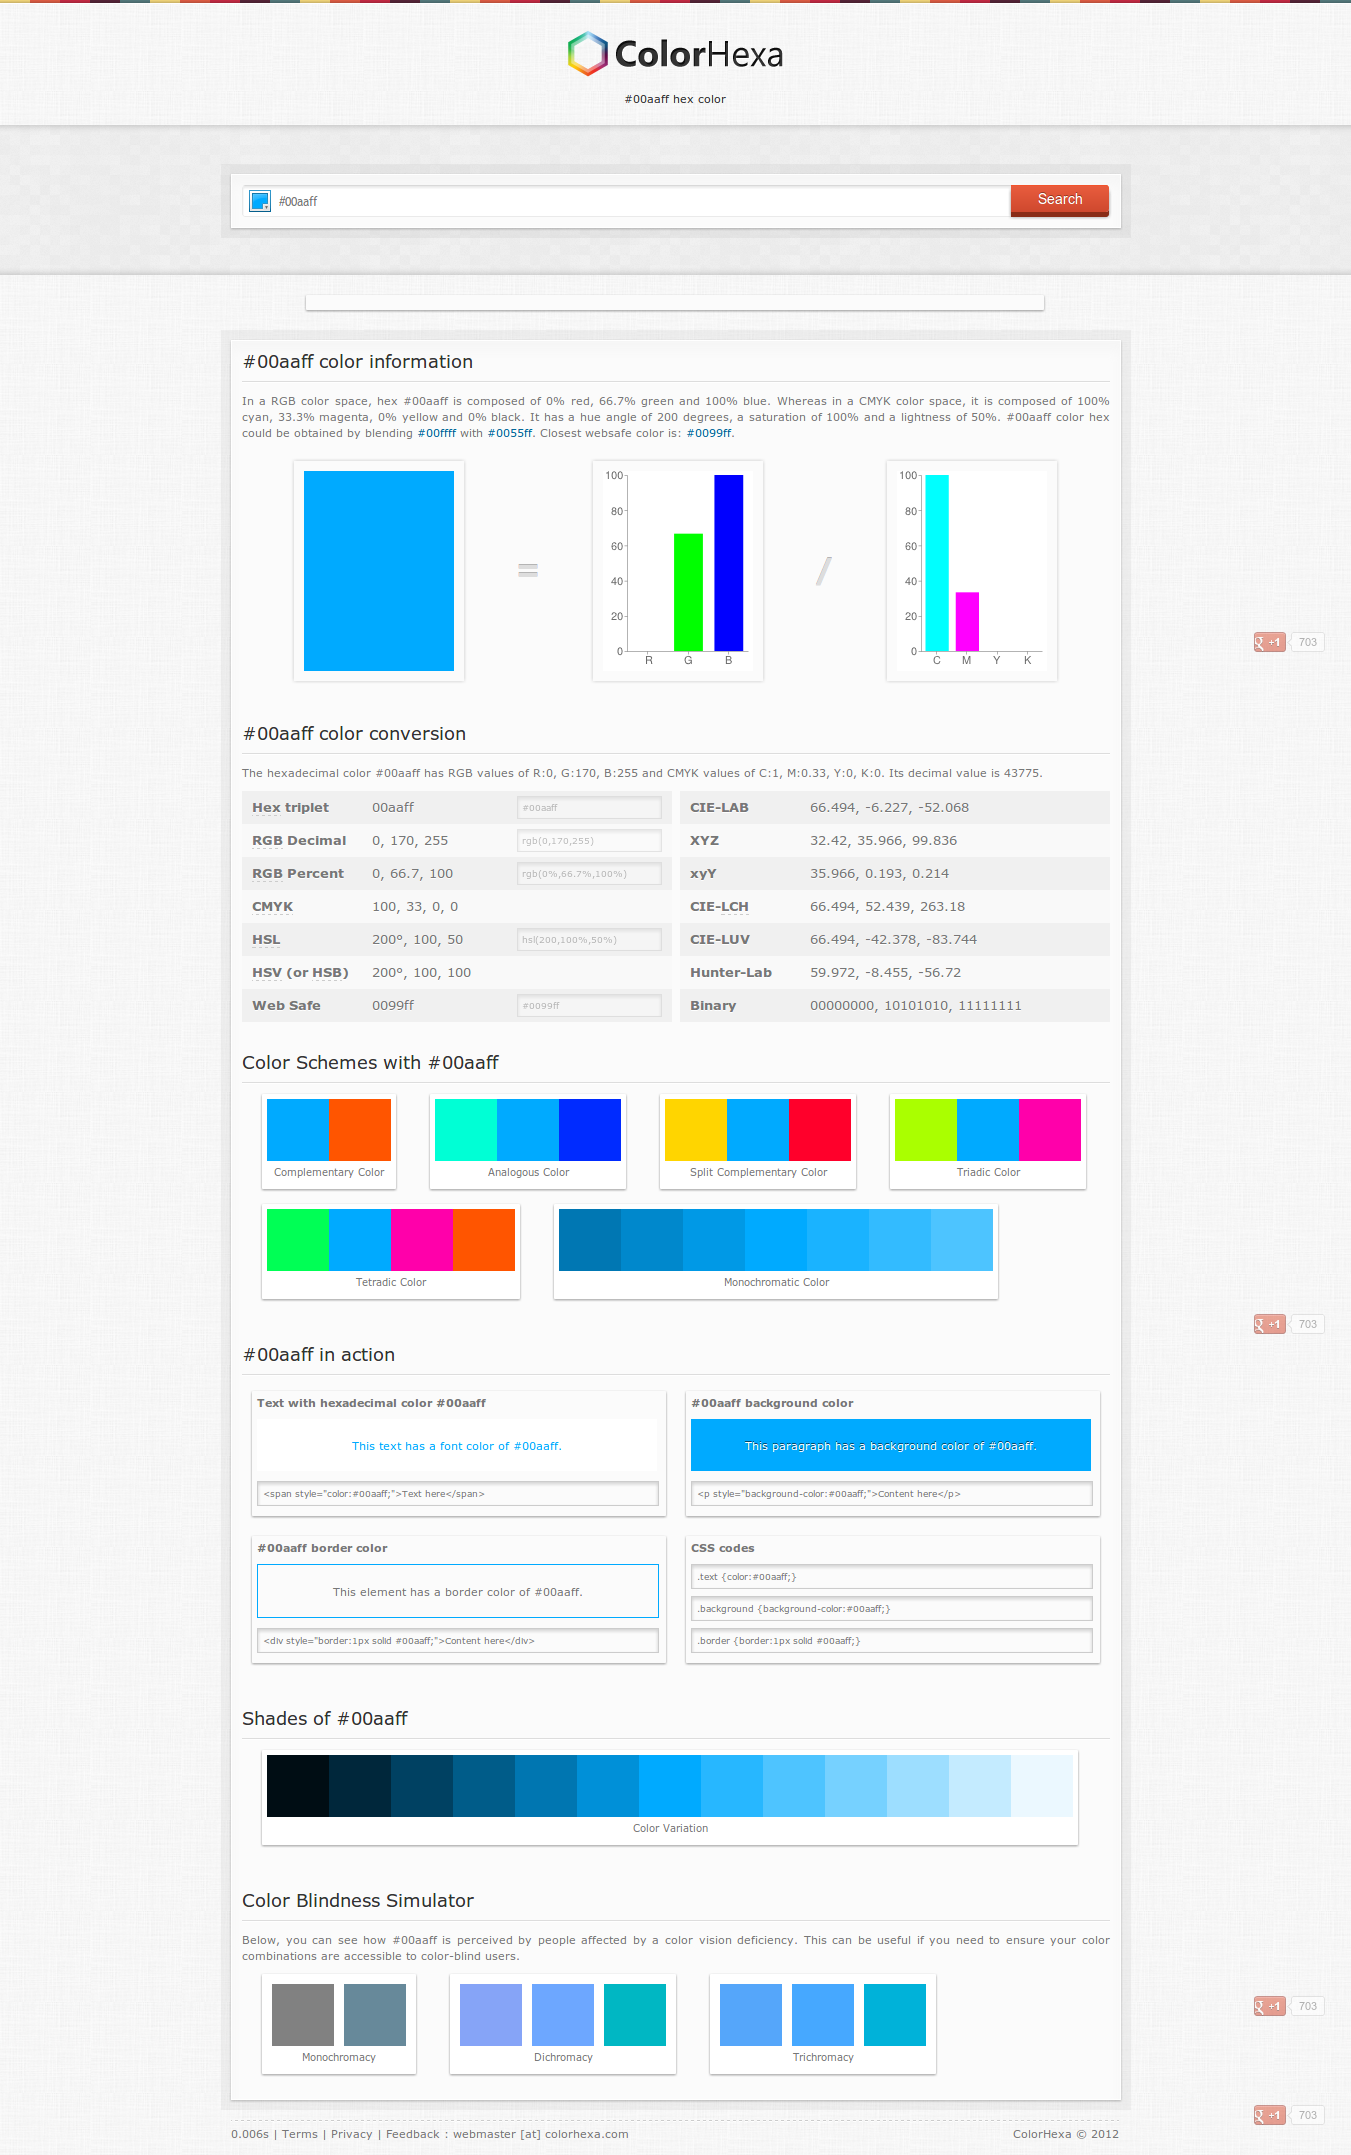 ColorHexa
#00aaff hex color
#00aaff
Search
#00aaff color information
In a RGB color space, hex #00aaff is composed of 0% red, 66.7% green and 100% blue. Whereas in a CMYK color space, it is composed of 100%
cyan, 33.3% magenta, 0% yellow and 0% black. It has a hue angle of 200 degrees, a saturation of 100% and a lightness of 50%. #00aaff color hex
could be obtained by blending #00ffff with #0055ff. Closest websafe color is: #0099ff.
100 80 60 40 20 0
R G B
=
/
100 80 60 40 20 0
C M Y K
g +1 703
#00aaff color conversion
The hexadecimal color #00aaff has RGB values of R:0, G:170, B:255 and CMYK values of C:1, M:0.33, Y:0, K:0. Its decimal value is 43775.
Hex triplet 00aaff #00aaff
RGB Decimal 0, 170, 255 rgb(0,170,255)
RGB Percent 0, 66.7, 100 rgb(0%,66.7%,100%)
CMYK 100, 33, 0, 0
HSL 200°, 100, 50 hsl(200,100%,50%)
HSV (or HSB) 200°, 100, 100
Web Safe 0099ff #0099ff
CIE-LAB 66.494, -6.227, -52.068
XYZ 32.42, 35.966, 99.836
xyY 35.966, 0.193, 0.214
CIE-LCH 66.494, 52.439, 263.18
CIE-LUV 66.494, -42.378, -83.744
Hunter-Lab 59.972, -8.455, -56.72
Binary 00000000, 10101010, 11111111
Color Schemes with #00aaff
Complementary Color
Analogous Color
Split Complementary Color
Triadic Color
Tetradic Color
Monochromatic Color
g +1 703
#00aaff in action
Text with hexadecimal color #00aaff
This text has a font color of #00aaff.
<span style="color:#00aaff;">Text here</span>
#00aaff background color
This paragraph has a background color of #00aaff.
<p style="background-color:#00aaff;">Content here</p>
#00aaff border color
This element has a border color of #00aaff.
<div style="border:1px solid #00aaff;">Content here</div>
CSS codes
.text {color:#00aaff;}
.background {background-color:#00aaff;}
.border {border:1px solid #00aaff;}
Shades of #00aaff
Color Variation
Color Blindness Simulator
Below, you can see how #00aaff is perceived by people affected by a color vision deficiency. This can be useful if you need to ensure your color
combinations are accessible to color-blind users.
Monochromacy
Dichromacy
Trichromacy
g +1 703
g +1 703
0.006s | Terms | Privacy | Feedback : webmaster [at] colorhexa.com
ColorHexa © 2012